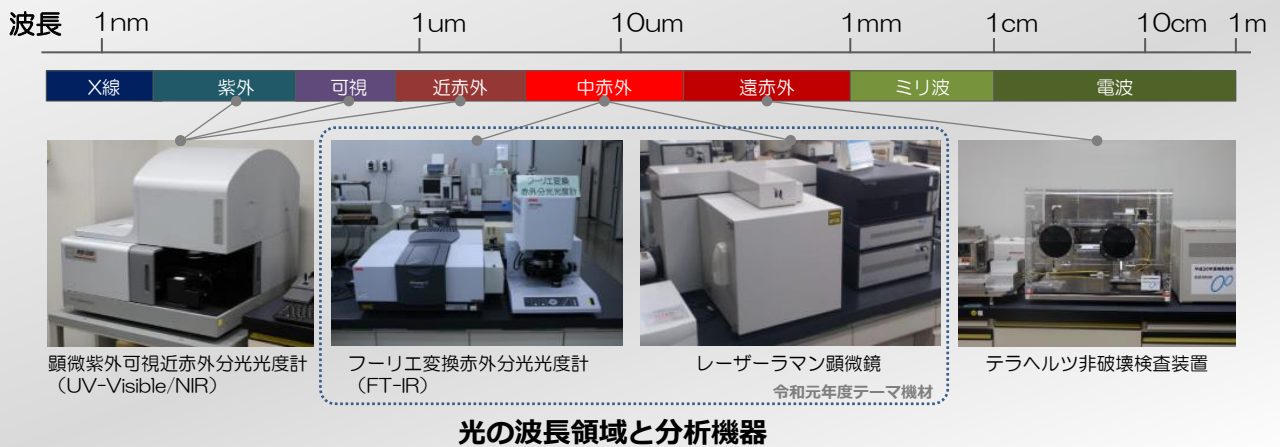 波長 1nm 1um 10um 1mm 1cm 10cm 1m
X線 紫外 可視 近赤外 中赤外 遠赤外 ミリ波 電波
フーリエ変換
赤外分光光度計
顕微紫外可視近赤外分光光度計
（UV-Visible/NIR）
フーリエ変換赤外分光光度計
（FT-IR）
レーザーラマン顕微鏡
テラヘルツ非破壊検査装置
令和元年度テーマ機材
光の波長領域と分析機器